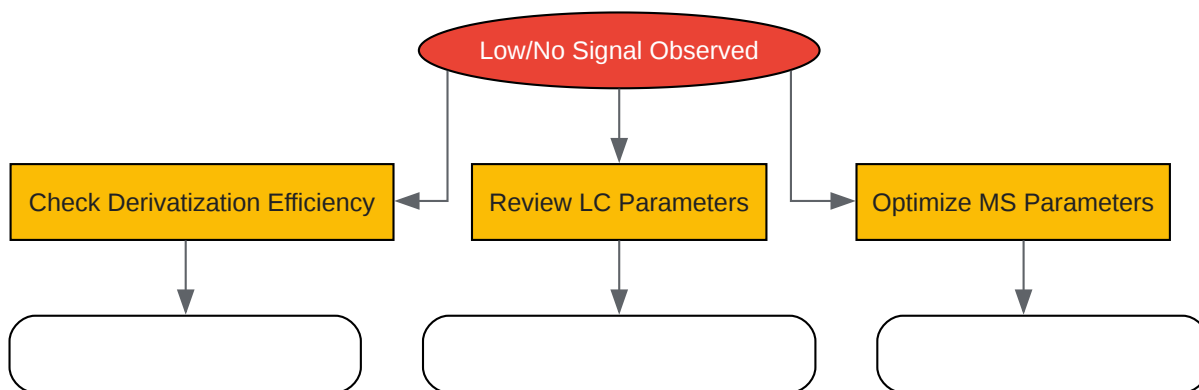 Low/No Signal Observed
Check Derivatization Efficiency
Review LC Parameters
Optimize MS Parameters